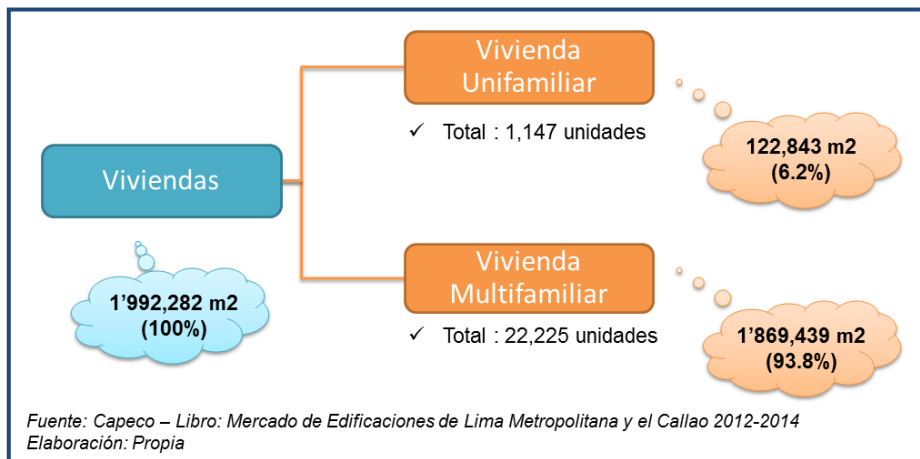 Vivienda
Unifamiliar
✓ Total : 1,147 unidades
122,843 m2
(6.2%)
Viviendas
1’992,282 m2
(100%)
Vivienda
Multifamiliar
✓ Total : 22,225 unidades
1’869,439 m2
(93.8%)
Fuente: Capeco – Libro: Mercado de Edificaciones de Lima Metropolitana y el Callao 2012-2014
Elaboración: Propia